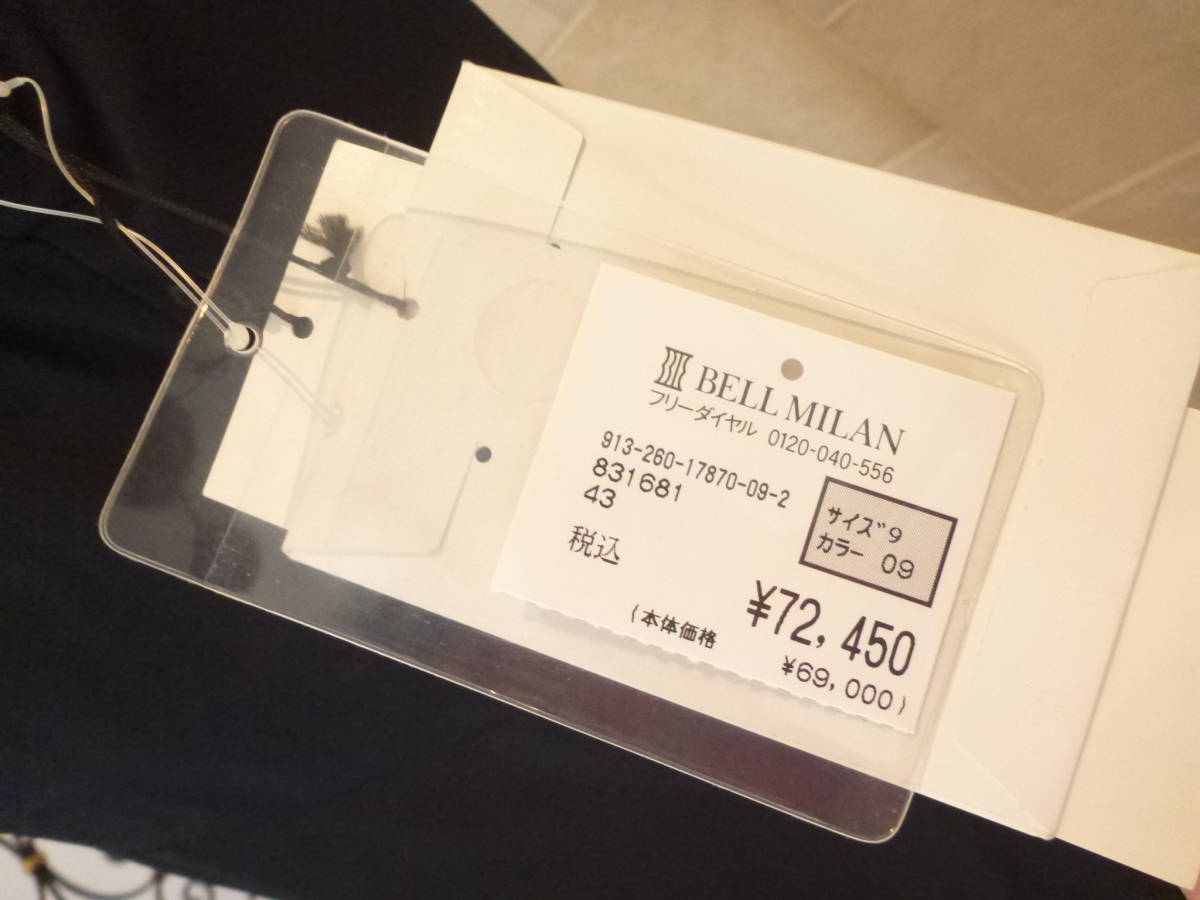 BELL MILAN
フリーダイヤル 0120-040-556
913-260-17870-09-2
831681
43
サイズ 9
カラー 09
税込
¥72,450
(本体価格 ¥69,000)